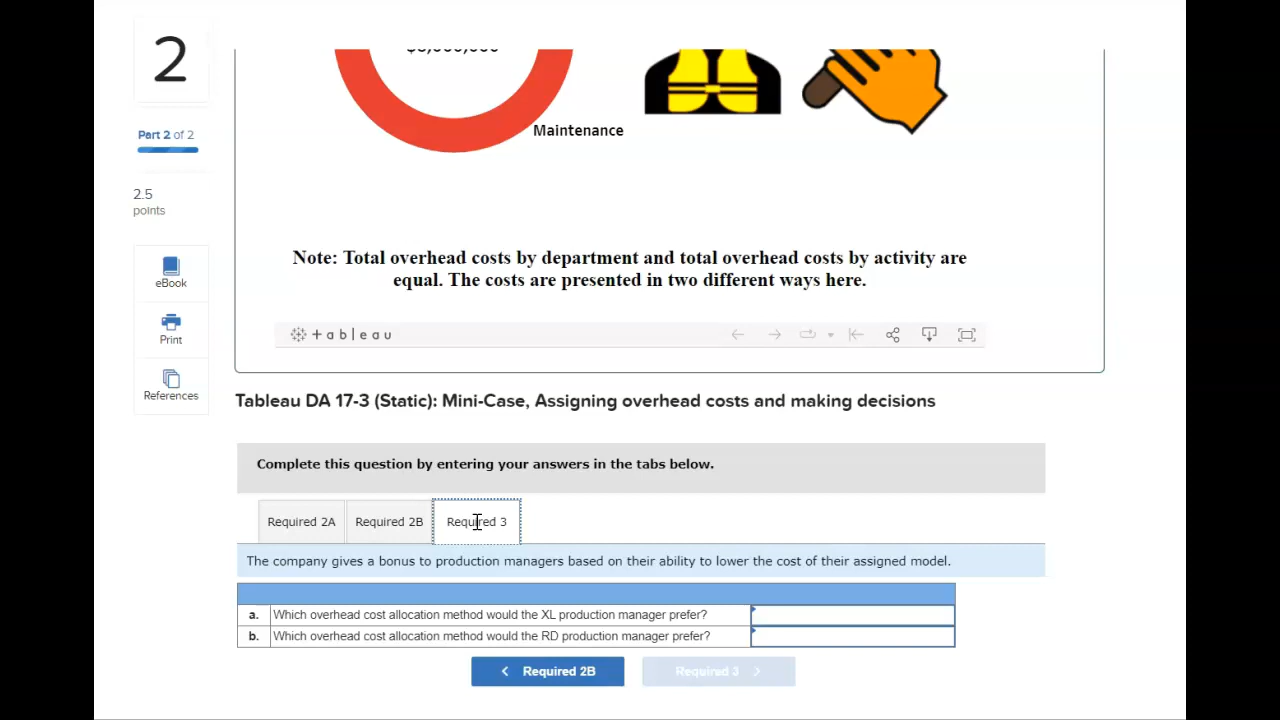 2
Part 2 of 2
2.5
points
eBook
Print
References
Maintenance
Note: Total overhead costs by department and total overhead costs by activity are
equal. The costs are presented in two different ways here.
+ a b | e a u
Tableau DA 17-3 (Static): Mini-Case, Assigning overhead costs and making decisions
Complete this question by entering your answers in the tabs below.
Required 2A
Required 2B
Required 3
The company gives a bonus to production managers based on their ability to lower the cost of their assigned model.
a. Which overhead cost allocation method would the XL production manager prefer?
b. Which overhead cost allocation method would the RD production manager prefer?
< Required 2B
Required 3 >